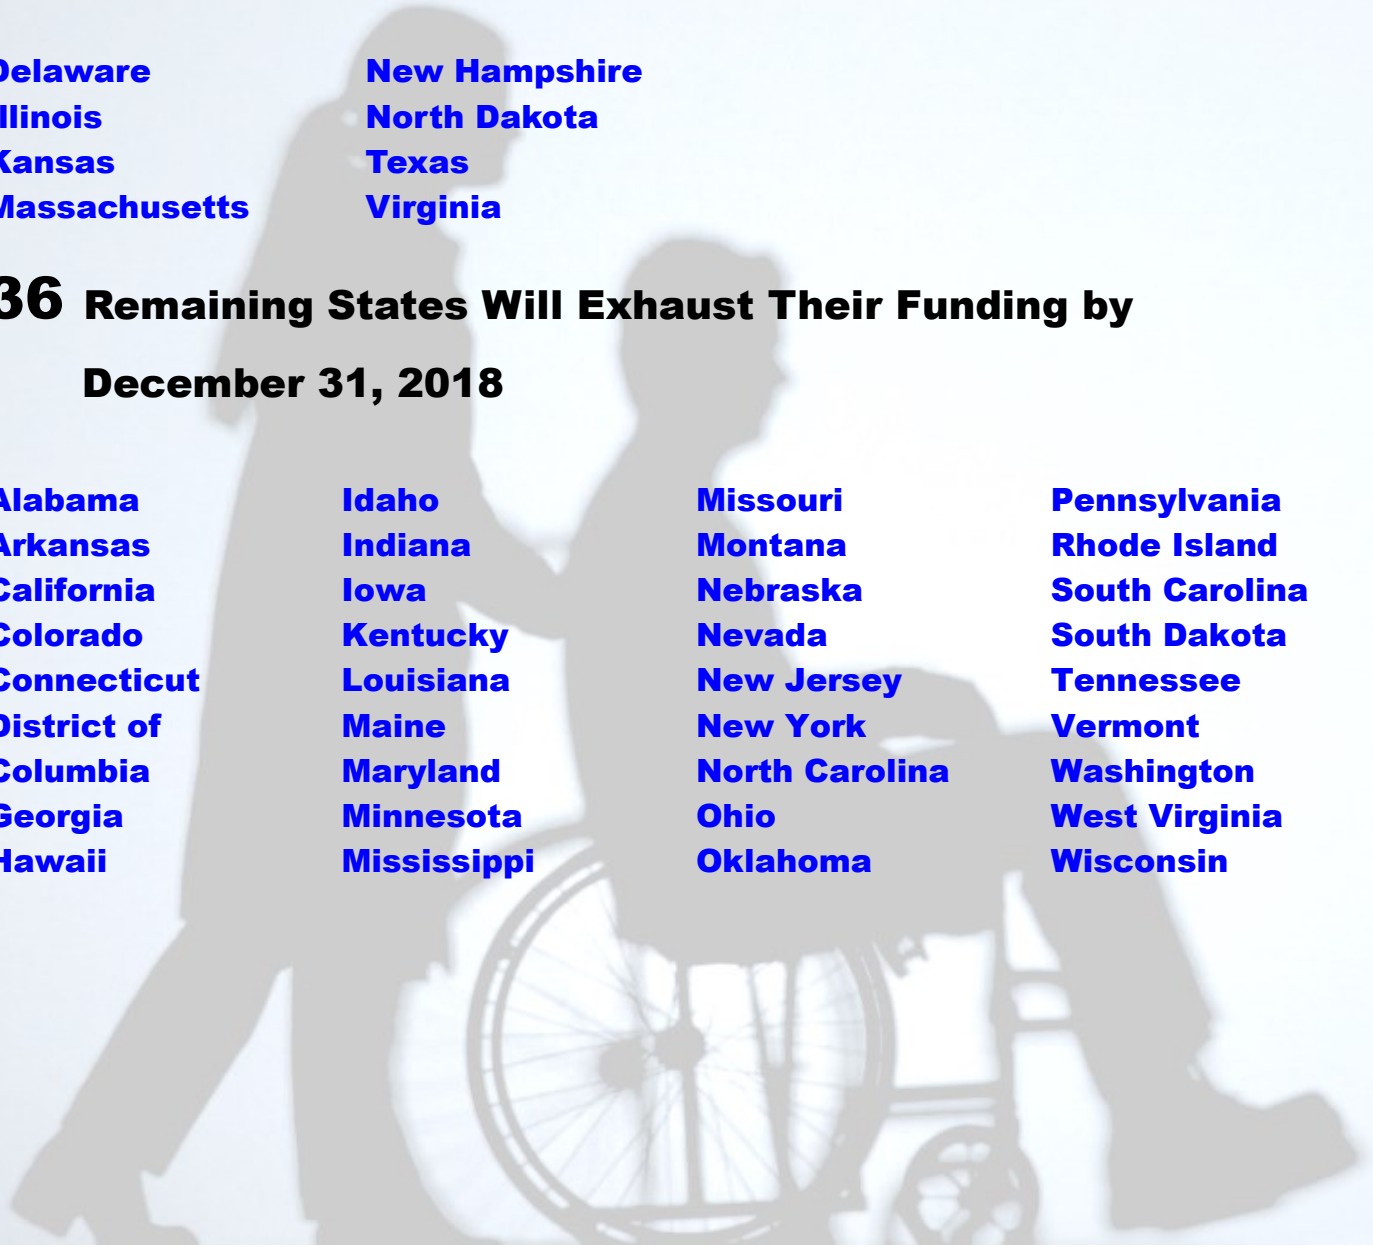 Delaware
Illinois
Kansas
Massachusetts
New Hampshire
North Dakota
Texas
Virginia
36 Remaining States Will Exhaust Their Funding by
December 31, 2018
Alabama
Arkansas
California
Colorado
Connecticut
District of
Columbia
Georgia
Hawaii
Idaho
Indiana
Iowa
Kentucky
Louisiana
Maine
Maryland
Minnesota
Mississippi
Missouri
Montana
Nebraska
Nevada
New Jersey
New York
North Carolina
Ohio
Oklahoma
Pennsylvania
Rhode Island
South Carolina
South Dakota
Tennessee
Vermont
Washington
West Virginia
Wisconsin